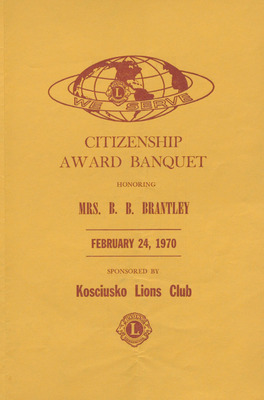 WE SERVE
CITIZENSHIP
AWARD BANQUET
HONORING
MRS. B. B. BRANTLEY
FEBRUARY 24, 1970
SPONSORED BY
Kosciusko Lions Club
L